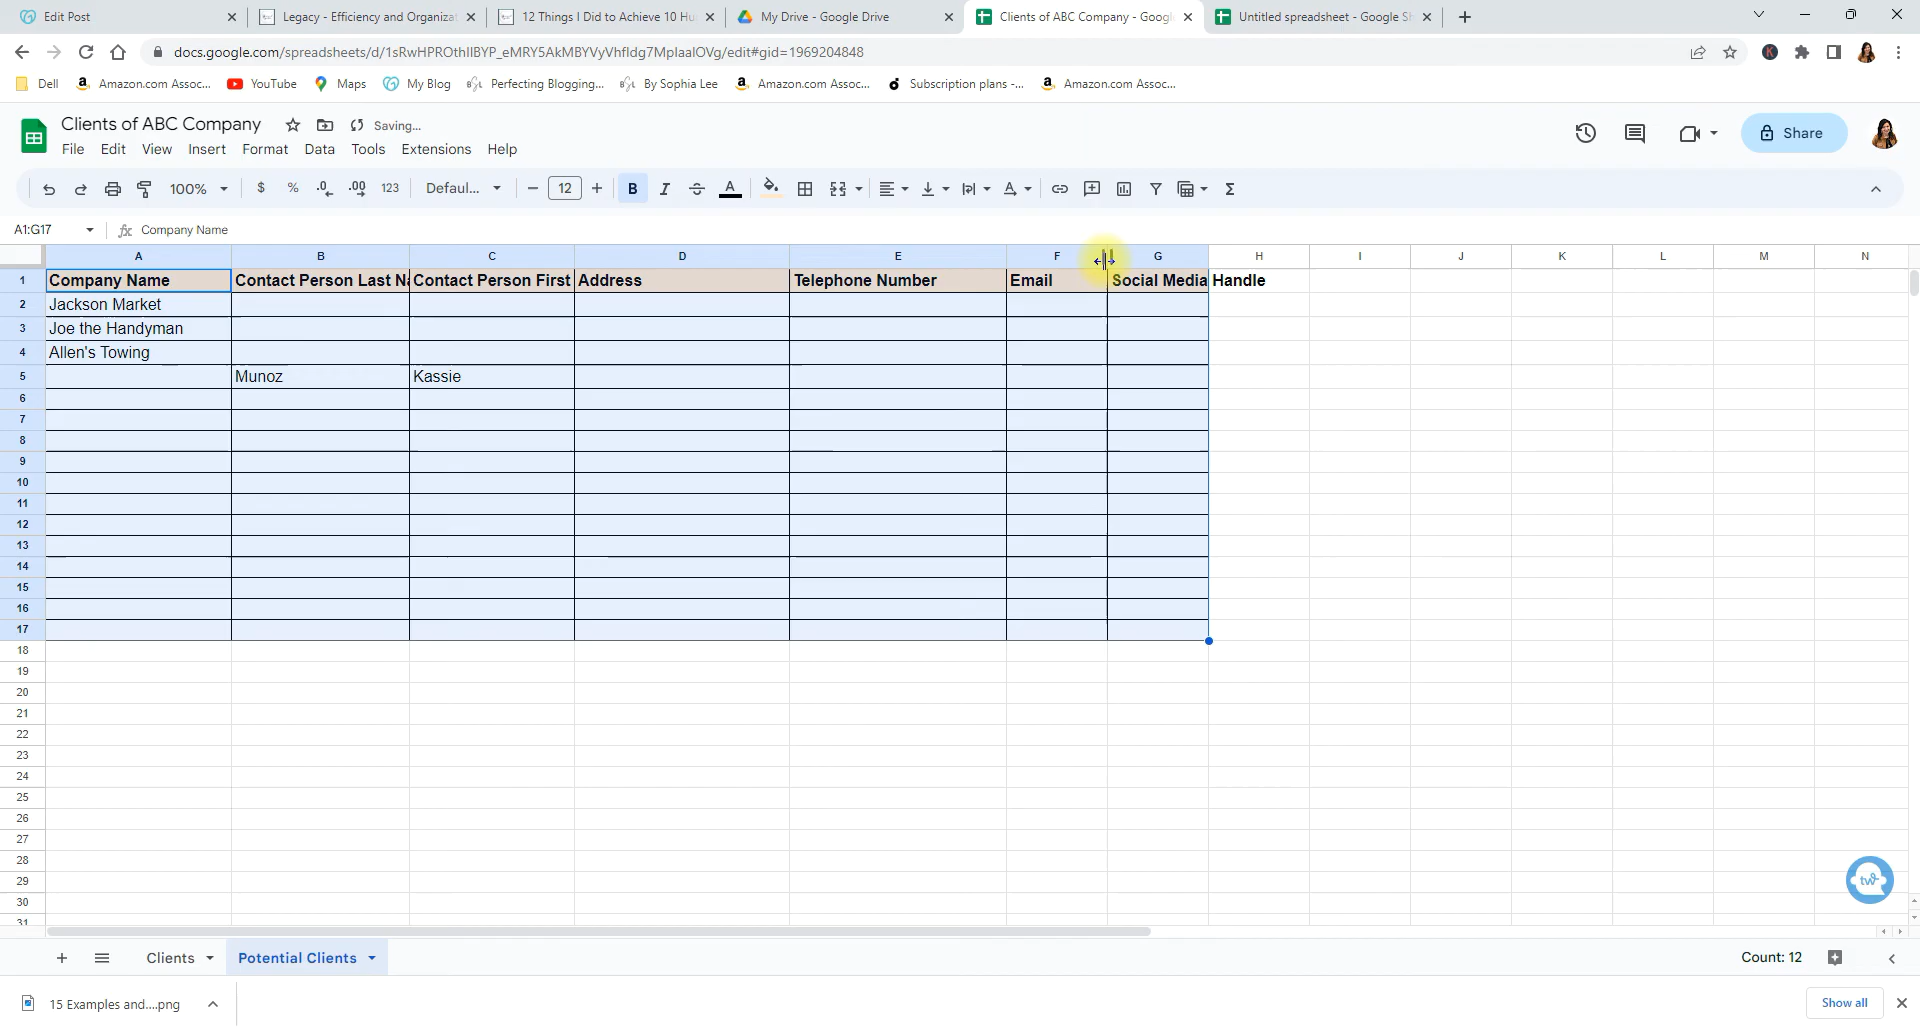 Edit Post
Legacy - Efficiency and Organizat
12 Things I Did to Achieve 10 Hu
My Drive - Google Drive
Clients of ABC Company - Googl
Untitled spreadsheet - Google Sh
docs.google.com/spreadsheets/d/1sRwHPROthIlBYP_eMRY5AkMBYVyVhfldg7MplaalOVg/edit#gid=1969204848
K
Dell
Amazon.com Assoc...
YouTube
Maps
My Blog
Perfecting Blogging...
By Sophia Lee
Amazon.com Assoc...
Subscription plans -...
Amazon.com Assoc...
Clients of ABC Company
Saving...
File Edit View Insert Format Data Tools Extensions Help
Share
100% $ % .0 .00 123 Defaul... − 12 + B I S A
A1:G17
fx Company Name
A B C D E F G H I J K L M N
1 Company Name Contact Person Last Na Contact Person First Address Telephone Number Email Social Media Handle
2 Jackson Market
3 Joe the Handyman
4 Allen's Towing
5 Munoz Kassie
6
7
8
9
10
11
12
13
14
15
16
17
18
19
20
21
22
23
24
25
26
27
28
29
30
31
tw
Clients
Potential Clients
Count: 12
15 Examples and....png
Show all